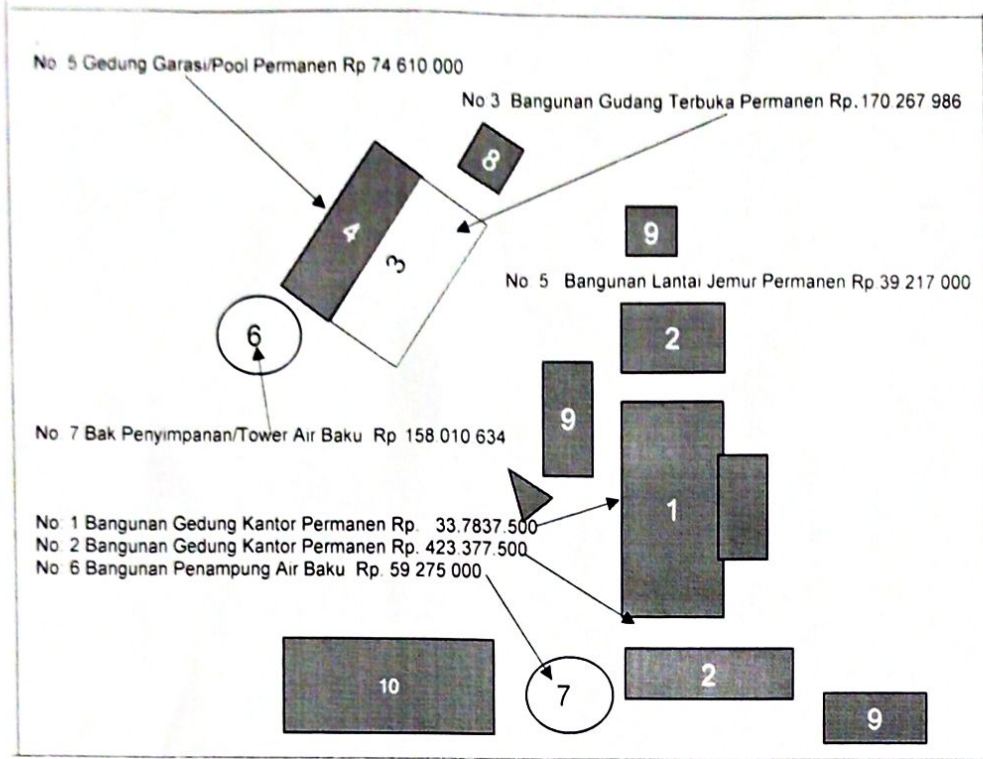 No 5 Gedung Garasi/Pool Permanen Rp 74 610 000
No 3 Bangunan Gudang Terbuka Permanen Rp.170 267 986
8
4
3
9
No 5 Bangunan Lantai Jemur Permanen Rp 39 217 000
6
2
9
No 7 Bak Penyimpanan/Tower Air Baku Rp 158 010 634
1
No: 1 Bangunan Gedung Kantor Permanen Rp. 33.7837.500
No: 2 Bangunan Gedung Kantor Permanen Rp. 423.377.500
No: 6 Bangunan Penampung Air Baku Rp. 59 275 000
10
7
2
9